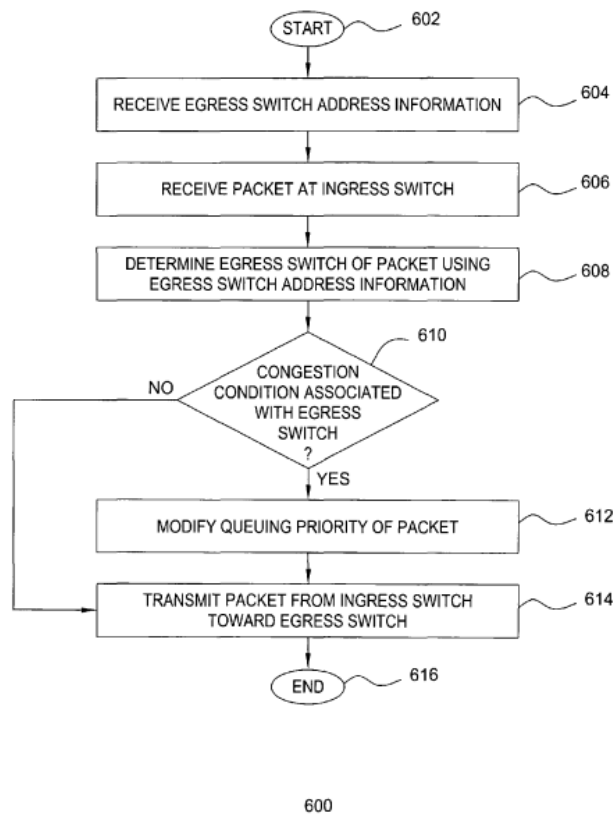 START
602
RECEIVE EGRESS SWITCH ADDRESS INFORMATION
604
RECEIVE PACKET AT INGRESS SWITCH
606
DETERMINE EGRESS SWITCH OF PACKET USING
EGRESS SWITCH ADDRESS INFORMATION
608
610
CONGESTION
CONDITION ASSOCIATED
WITH EGRESS
SWITCH
?
NO
YES
MODIFY QUEUING PRIORITY OF PACKET
612
TRANSMIT PACKET FROM INGRESS SWITCH
TOWARD EGRESS SWITCH
614
END
616
600